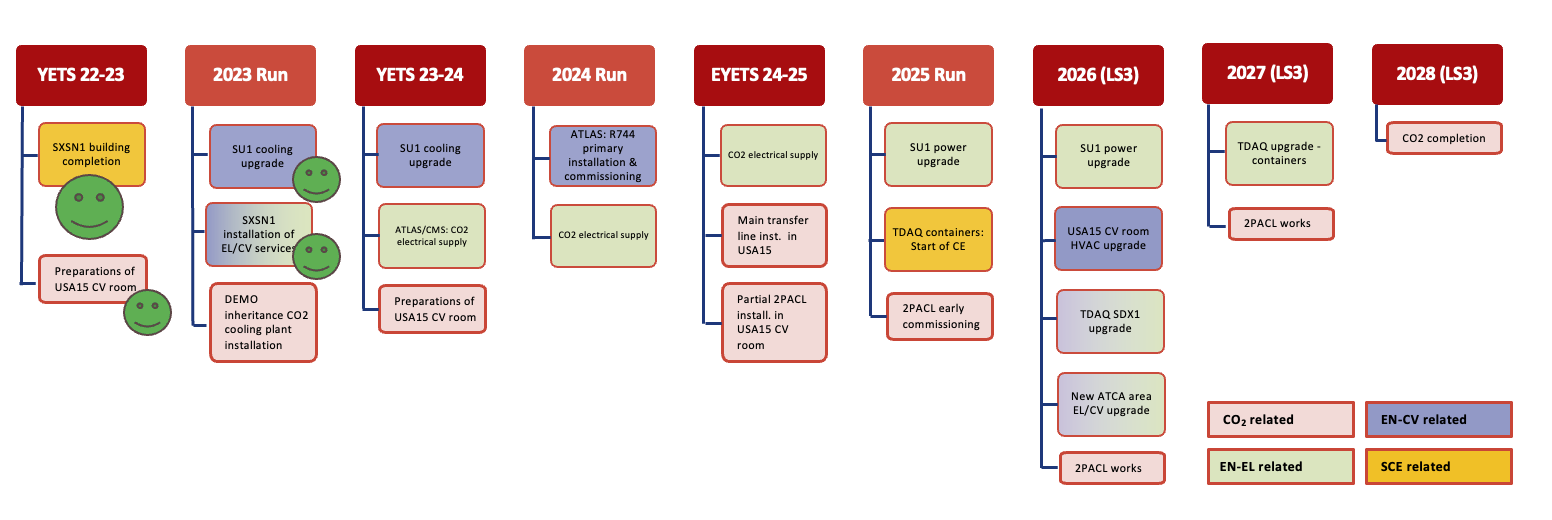 YETS 22-23
SXSN1 building
completion
Preparations of
USA15 CV room
2023 Run
SU1 cooling
upgrade
SXSN1
installation of
EL/CV services
DEMO
inheritance CO2
cooling plant
installation
YETS 23-24
SU1 cooling
upgrade
ATLAS/CMS: CO2
electrical supply
Preparations of
USA15 CV room
2024 Run
ATLAS: R744
primary
installation &
commissioning
CO2 electrical supply
EYETS 24-25
CO2 electrical supply
Main transfer
line inst. in
USA15
Partial 2PACL
install. in
USA15 CV
room
2025 Run
SU1 power
upgrade
TDAQ containers:
Start of CE
2PACL early
commissioning
2026 (LS3)
SU1 power
upgrade
USA15 CV room
HVAC upgrade
TDAQ SDX1
upgrade
New ATCA area
EL/CV upgrade
2PACL works
2027 (LS3)
TDAQ upgrade -
containers
2PACL works
2028 (LS3)
CO2 completion
CO₂ related
EN-CV related
EN-EL related
SCE related